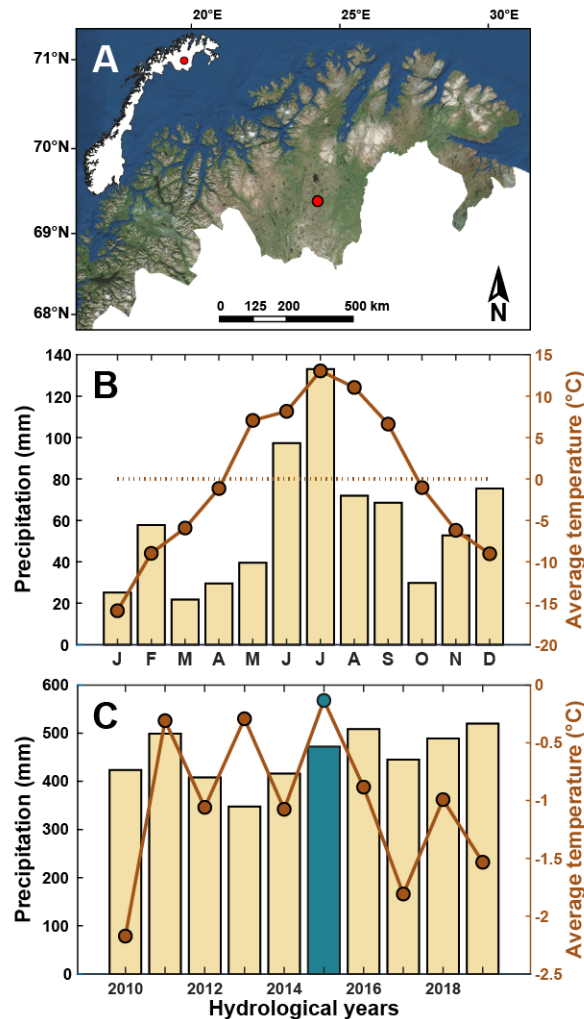 20°E 25°E 30°E
71°N
A
70°N
69°N
68°N
0 125 200 500 km
N
B
Precipitation (mm)
140
120
100
80
60
40
20
0
Average temperature (°C)
15
10
5
0
-5
-10
-15
-20
J F M A M J J A S O N D
C
Precipitation (mm)
600
500
400
300
200
100
0
Average temperature (°C)
0
-0.5
-1
-1.5
-2
-2.5
2010 2012 2014 2016 2018
Hydrological years